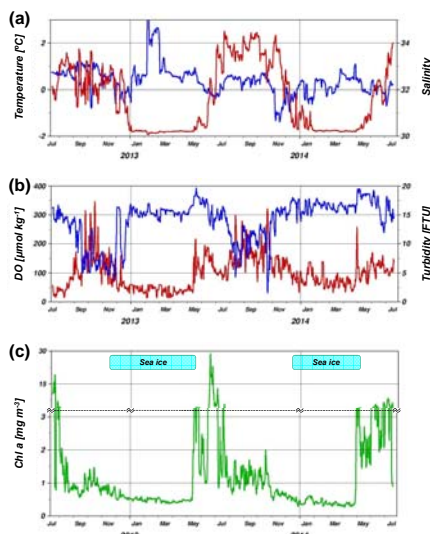 (a)
Temperature [°C]
2
0
-2
34
32
30
Salinity
Jul Sep Nov Jan Mar May Jul Sep Nov Jan Mar May Jul
2013 2014
(b)
DO [μmol kg⁻¹]
400
300
200
100
0
20
15
10
5
0
Turbidity [FTU]
Jul Sep Nov Jan Mar May Jul Sep Nov Jan Mar May Jul
2013 2014
(c)
Chl a [mg m⁻³]
30
15
3
2
1
0
Sea ice Sea ice
Jul Sep Nov Jan Mar May Jul Sep Nov Jan Mar May Jul